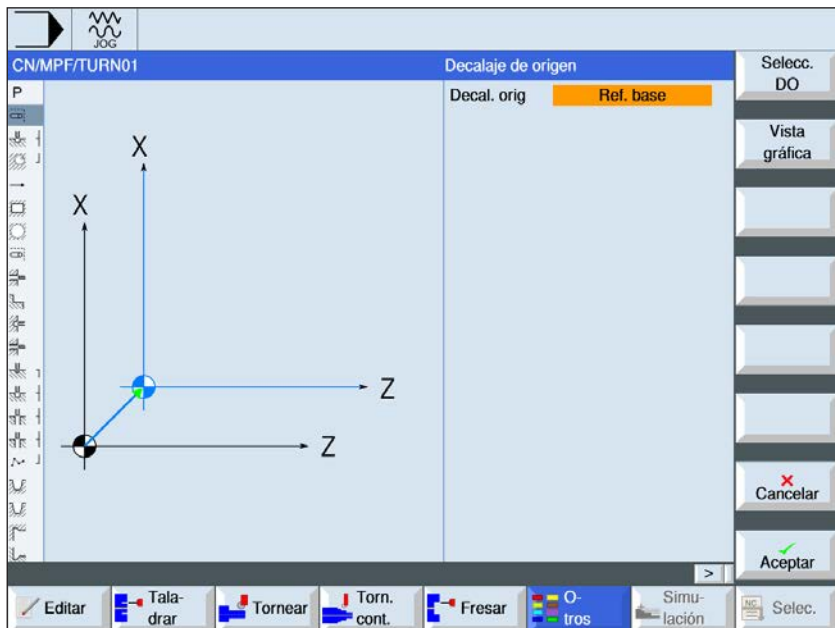 JOG
CN/MPF/TURN01
Decalaje de origen
Selecc.
DO
P
Decal. orig
Ref. base
Vista
gráfica
X
X
Z
Z
Cancelar
Aceptar
>
Editar
Tala-
drar
Tornear
Torn.
cont.
Fresar
O-
tros
Simu-
lación
NC
Selec.